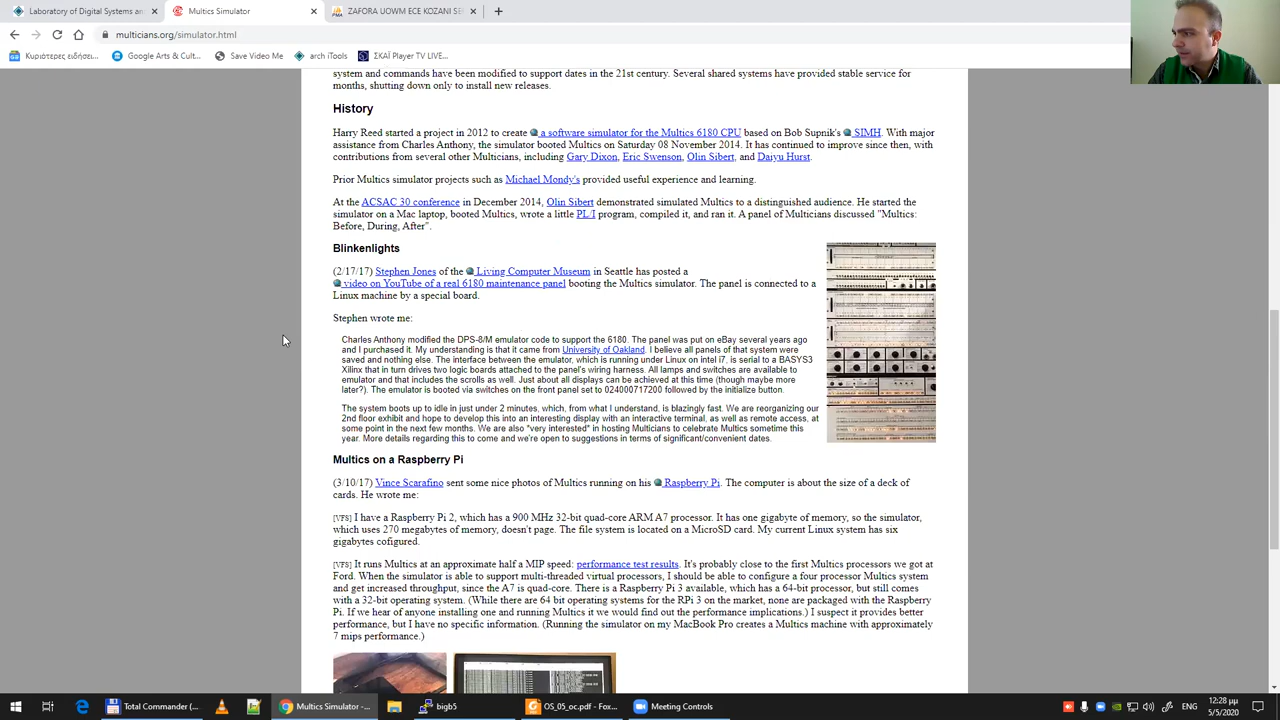 Laboratory of Digital Systems an
Multics Simulator
ZAFORA UOWM ECE KOZANI SE
multicians.org/simulator.html
Κυριότερες ειδήσει...
Google Arts & Cult...
Save Video Me
arch iTools
ΣΚΑΪ Player TV LIVE...
system and commands have been modified to support dates in the 21st century. Several shared systems have provided stable service for
months, shutting down only to install new releases.
History
Harry Reed started a project in 2012 to create a software simulator for the Multics 6180 CPU based on Bob Supnik's SIMH. With major
assistance from Charles Anthony, the simulator booted Multics on Saturday 08 November 2014. It has continued to improve since then, with
contributions from several other Multicians, including Gary Dixon, Eric Swenson, Olin Sibert, and Daiyu Hurst.
Prior Multics simulator projects such as Michael Mondy's provided useful experience and learning.
At the ACSAC 30 conference in December 2014, Olin Sibert demonstrated simulated Multics to a distinguished audience. He started the
simulator on a Mac laptop, booted Multics, wrote a little PL/I program, compiled it, and ran it. A panel of Multicians discussed "Multics:
Before, During, After".
Blinkenlights
(2/17/17) Stephen Jones of the Living Computer Museum in Seattle has posted a
video on YouTube of a real 6180 maintenance panel booting the Multics simulator. The panel is connected to a
Linux machine by a special board.
Stephen wrote me:
Charles Anthony modified the DPS-8/M emulator code to support the 6180. The panel was put on eBay several years ago
and I purchased it. My understanding is that it came from University of Oakland. I believe all panels of that system were
saved and nothing else. The interface between the emulator, which is running under Linux on Intel i7, is serial to a BASYS3
Xilinx that in turn drives two logic boards attached to the panel's wiring harness. All lamps and switches are available to
emulator and that includes the scrolls as well. Just about all displays can be achieved at this time (though maybe more
later?). The emulator is booted via switches on the front panel set to 024000717200 followed by the initialize button.
The system boots up to idle in just under 2 minutes, which, from what I understand, is blazingly fast. We are reorganizing our
2nd floor exhibit and hope to develop this into an interesting display with an interactive terminal, as well as remote access, at
some point in the next few months. We are also *very interested* in hosting Multicians to celebrate Multics sometime this
year. More details regarding this to come and we're open to suggestions in terms of significant/convenient dates.
Multics on a Raspberry Pi
(3/10/17) Vince Scarafino sent some nice photos of Multics running on his Raspberry Pi. The computer is about the size of a deck of
cards. He wrote me:
[VFS] I have a Raspberry Pi 2, which has a 900 MHz 32-bit quad-core ARM A7 processor. It has one gigabyte of memory, so the simulator,
which uses 270 megabytes of memory, doesn't page. The file system is located on a MicroSD card. My current Linux system has six
gigabytes cofigured.
[VFS] It runs Multics at an approximate half a MIP speed: performance test results. It's probably close to the first Multics processors we got at
Ford. When the simulator is able to support multi-threaded virtual processors, I should be able to configure a four processor Multics system
and get increased throughput, since the A7 is quad-core. There is a Raspberry Pi 3 available, which has a 64-bit processor, but still comes
with a 32-bit operating system. (While there are 64 bit operating systems for the RPi 3 on the market, none are packaged with the Raspberry
Pi. If we hear of anyone installing one and running Multics it we would find out the performance implications.) I suspect it provides better
performance, but I have no specific information. (Running the simulator on my MacBook Pro creates a Multics machine with approximately
7 mips performance.)
Total Commander (...
Multics Simulator -...
bigb5
OS_05_oc.pdf - Fox...
Meeting Controls
12:28 μμ
5/5/2020